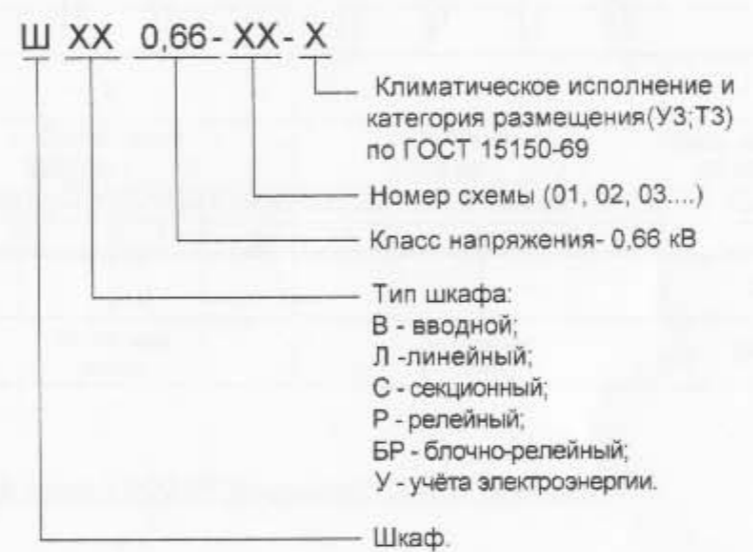 Ш ХХ 0,66- ХХ- Х
Климатическое исполнение и
категория размещения(У3;Т3)
по ГОСТ 15150-69
Номер схемы (01, 02, 03....)
Класс напряжения- 0,66 кВ
Тип шкафа:
В - вводной;
Л -линейный;
С - секционный;
Р - релейный;
БР - блочно-релейный;
У - учёта электроэнергии.
Шкаф.